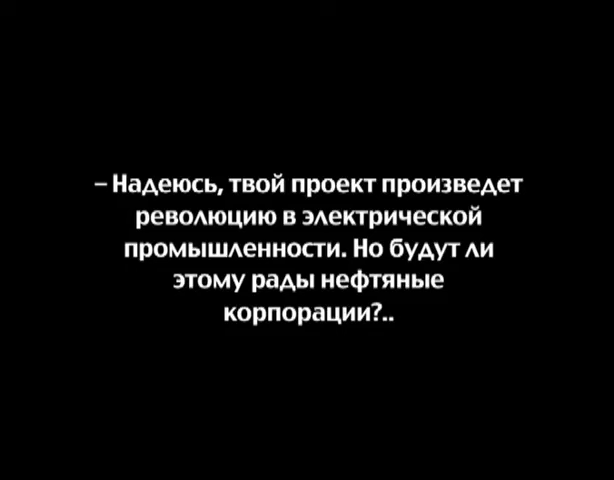 – Надеюсь, твой проект произведет
революцию в электрической
промышленности. Но будут ли
этому рады нефтяные
корпорации?..